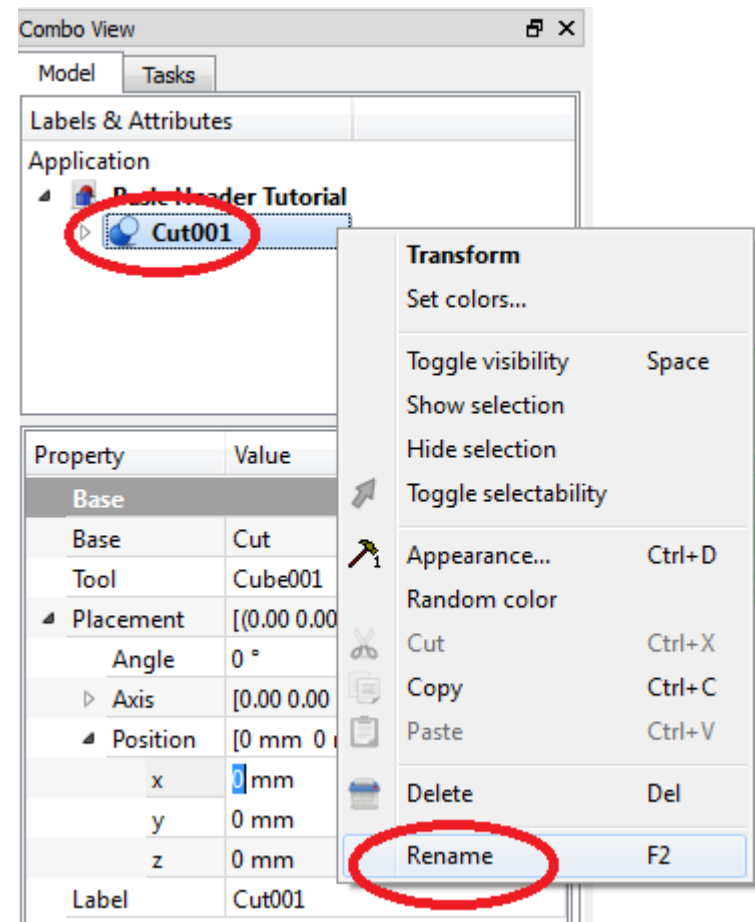 Combo View
Model Tasks
Labels & Attributes
Application
Header Tutorial
Cut001
Transform
Set colors...
Toggle visibility Space
Show selection
Hide selection
Toggle selectability
Appearance... Ctrl+D
Random color
Cut Ctrl+X
Copy Ctrl+C
Paste Ctrl+V
Delete Del
Rename F2
Property Value
Base
Base Cut
Tool Cube001
Placement [(0.00 0.00
Angle 0 °
Axis [0.00 0.00
Position [0 mm 0
x 0 mm
y 0 mm
z 0 mm
Label Cut001